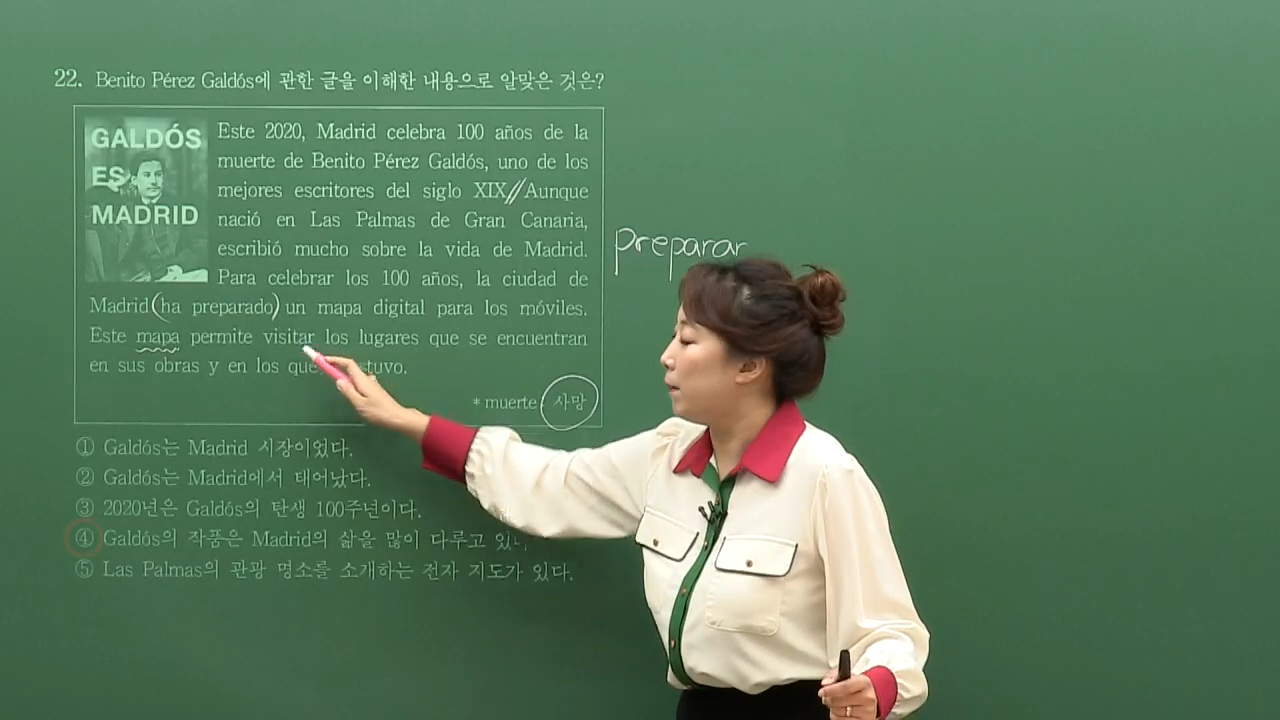 22. Benito Pérez Galdós에 관한 글을 이해한 내용으로 알맞은 것은?
GALDÓS
ES
MADRID
Este 2020, Madrid celebra 100 años de la
muerte de Benito Pérez Galdós, uno de los
mejores escritores del siglo XIX. Aunque
nació en Las Palmas de Gran Canaria,
escribió mucho sobre la vida de Madrid.
Para celebrar los 100 años, la ciudad de
Madrid (ha preparado) un mapa digital para los móviles.
Este mapa permite visitar los lugares que se encuentran
en sus obras y en los que tuvo.
* muerte: 사망
preparar
① Galdós는 Madrid 시장이었다.
② Galdós는 Madrid에서 태어났다.
③ 2020년은 Galdós의 탄생 100주년이다.
④ Galdós의 작품은 Madrid의 삶을 많이 다루고
⑤ Las Palmas의 관광 명소를 소개하는 전자 지도가 있다.